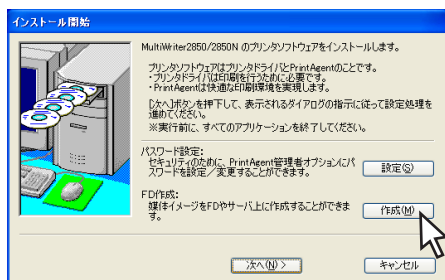 インストール開始
MultiWriter2850/2850N のプリンタソフトウェアをインストールします。
プリンタソフトウェアはプリンタドライバとPrintAgentのことです。
・プリンタドライバは印刷を行うために必要です。
・PrintAgentは快適な印刷環境を実現します。
[次へ]ボタンを押下して、表示されるダイアログの指示に従って設定処理を
進めてください。
※実行前に、すべてのアプリケーションを終了してください。
パスワード設定:
セキュリティのために、PrintAgent管理者オプションにパ
スワードを設定／変更することができます。
設定(S)
FD作成:
媒体イメージをFDやサーバ上に作成することができま
す。
作成(M)
次へ(N) >
キャンセル